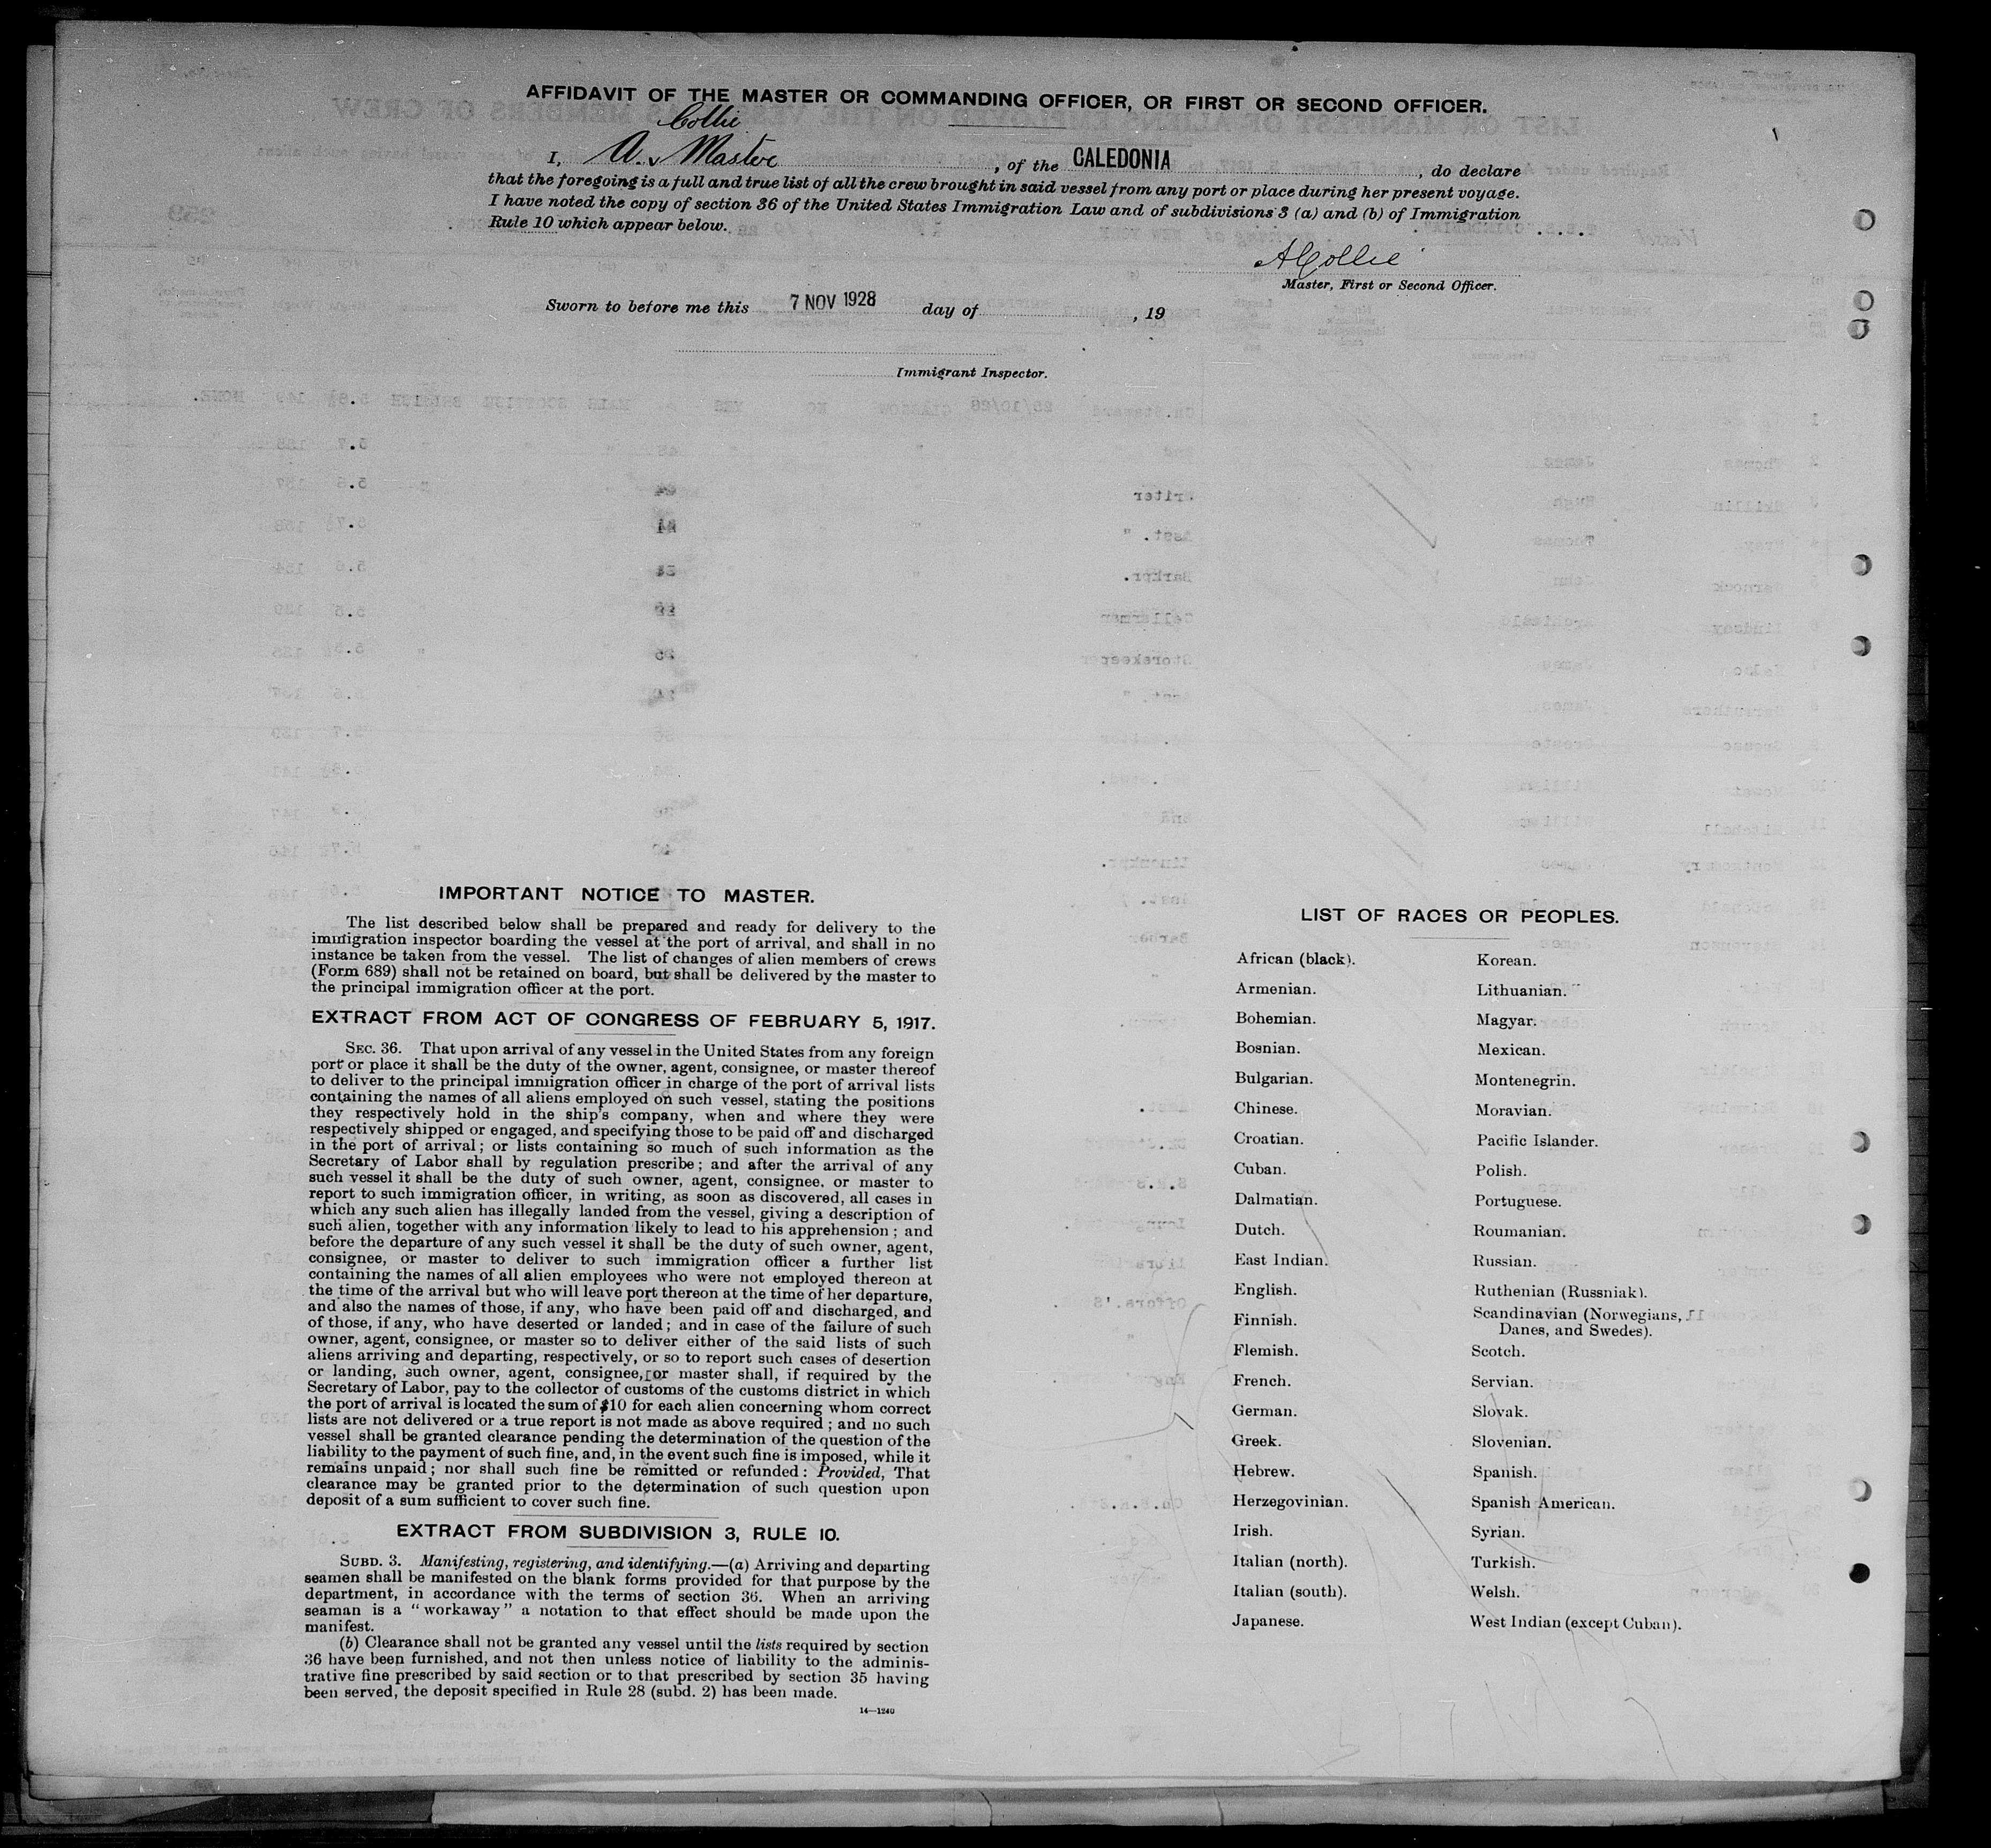 AFFIDAVIT OF THE MASTER OR COMMANDING OFFICER, OR FIRST OR SECOND OFFICER.
Collie
I, A. Master, of the CALEDONIA, do declare
that the foregoing is a full and true list of all the crew brought in said vessel from any port or place during her present voyage.
I have noted the copy of section 36 of the United States Immigration Law and of subdivisions 3 (a) and (b) of Immigration
Rule 10 which appear below.
A Collie
Master, First or Second Officer.
Sworn to before me this 7 NOV 1928 day of , 19
Immigrant Inspector.
IMPORTANT NOTICE TO MASTER.
The list described below shall be prepared and ready for delivery to the
immigration inspector boarding the vessel at the port of arrival, and shall in no
instance be taken from the vessel. The list of changes of alien members of crews
(Form 689) shall not be retained on board, but shall be delivered by the master to
the principal immigration officer at the port.
EXTRACT FROM ACT OF CONGRESS OF FEBRUARY 5, 1917.
SEC. 36. That upon arrival of any vessel in the United States from any foreign
port or place it shall be the duty of the owner, agent, consignee, or master thereof
to deliver to the principal immigration officer in charge of the port of arrival lists
containing the names of all aliens employed on such vessel, stating the positions
they respectively hold in the ship's company, when and where they were
respectively shipped or engaged, and specifying those to be paid off and discharged
in the port of arrival; or lists containing so much of such information as the
Secretary of Labor shall by regulation prescribe; and after the arrival of any
such vessel it shall be the duty of such owner, agent, consignee, or master to
report to such immigration officer, in writing, as soon as discovered, all cases in
which any such alien has illegally landed from the vessel, giving a description of
such alien, together with any information likely to lead to his apprehension; and
before the departure of any such vessel it shall be the duty of such owner, agent,
consignee, or master to deliver to such immigration officer a further list
containing the names of all alien employees who were not employed thereon at
the time of the arrival but who will leave port thereon at the time of her departure,
and also the names of those, if any, who have been paid off and discharged, and
of those, if any, who have deserted or landed; and in case of the failure of such
owner, agent, consignee, or master so to deliver either of the said lists of such
aliens arriving and departing, respectively, or so to report such cases of desertion
or landing, such owner, agent, consignee, or master shall, if required by the
Secretary of Labor, pay to the collector of customs of the customs district in which
the port of arrival is located the sum of $10 for each alien concerning whom correct
lists are not delivered or a true report is not made as above required; and no such
vessel shall be granted clearance pending the determination of the question of the
liability to the payment of such fine, and, in the event such fine is imposed, while it
remains unpaid; nor shall such fine be remitted or refunded: Provided, That
clearance may be granted prior to the determination of such question upon
deposit of a sum sufficient to cover such fine.
EXTRACT FROM SUBDIVISION 3, RULE 10.
SUBD. 3. Manifesting, registering, and identifying.—(a) Arriving and departing
seamen shall be manifested on the blank forms provided for that purpose by the
department, in accordance with the terms of section 36. When an arriving
seaman is a "workaway" a notation to that effect should be made upon the
manifest.
(b) Clearance shall not be granted any vessel until the lists required by section
36 have been furnished, and not then unless notice of liability to the adminis-
trative fine prescribed by said section or to that prescribed by section 35 having
been served, the deposit specified in Rule 28 (subd. 2) has been made.
14—1240
LIST OF RACES OR PEOPLES.
African (black).
Armenian.
Bohemian.
Bosnian.
Bulgarian.
Chinese.
Croatian.
Cuban.
Dalmatian.
Dutch.
East Indian.
English.
Finnish.
Flemish.
French.
German.
Greek.
Hebrew.
Herzegovinian.
Irish.
Italian (north).
Italian (south).
Japanese.
Korean.
Lithuanian.
Magyar.
Mexican.
Montenegrin.
Moravian.
Pacific Islander.
Polish.
Portuguese.
Roumanian.
Russian.
Ruthenian (Russniak).
Scandinavian (Norwegians,
Danes, and Swedes).
Scotch.
Servian.
Slovak.
Slovenian.
Spanish.
Spanish American.
Syrian.
Turkish.
Welsh.
West Indian (except Cuban).